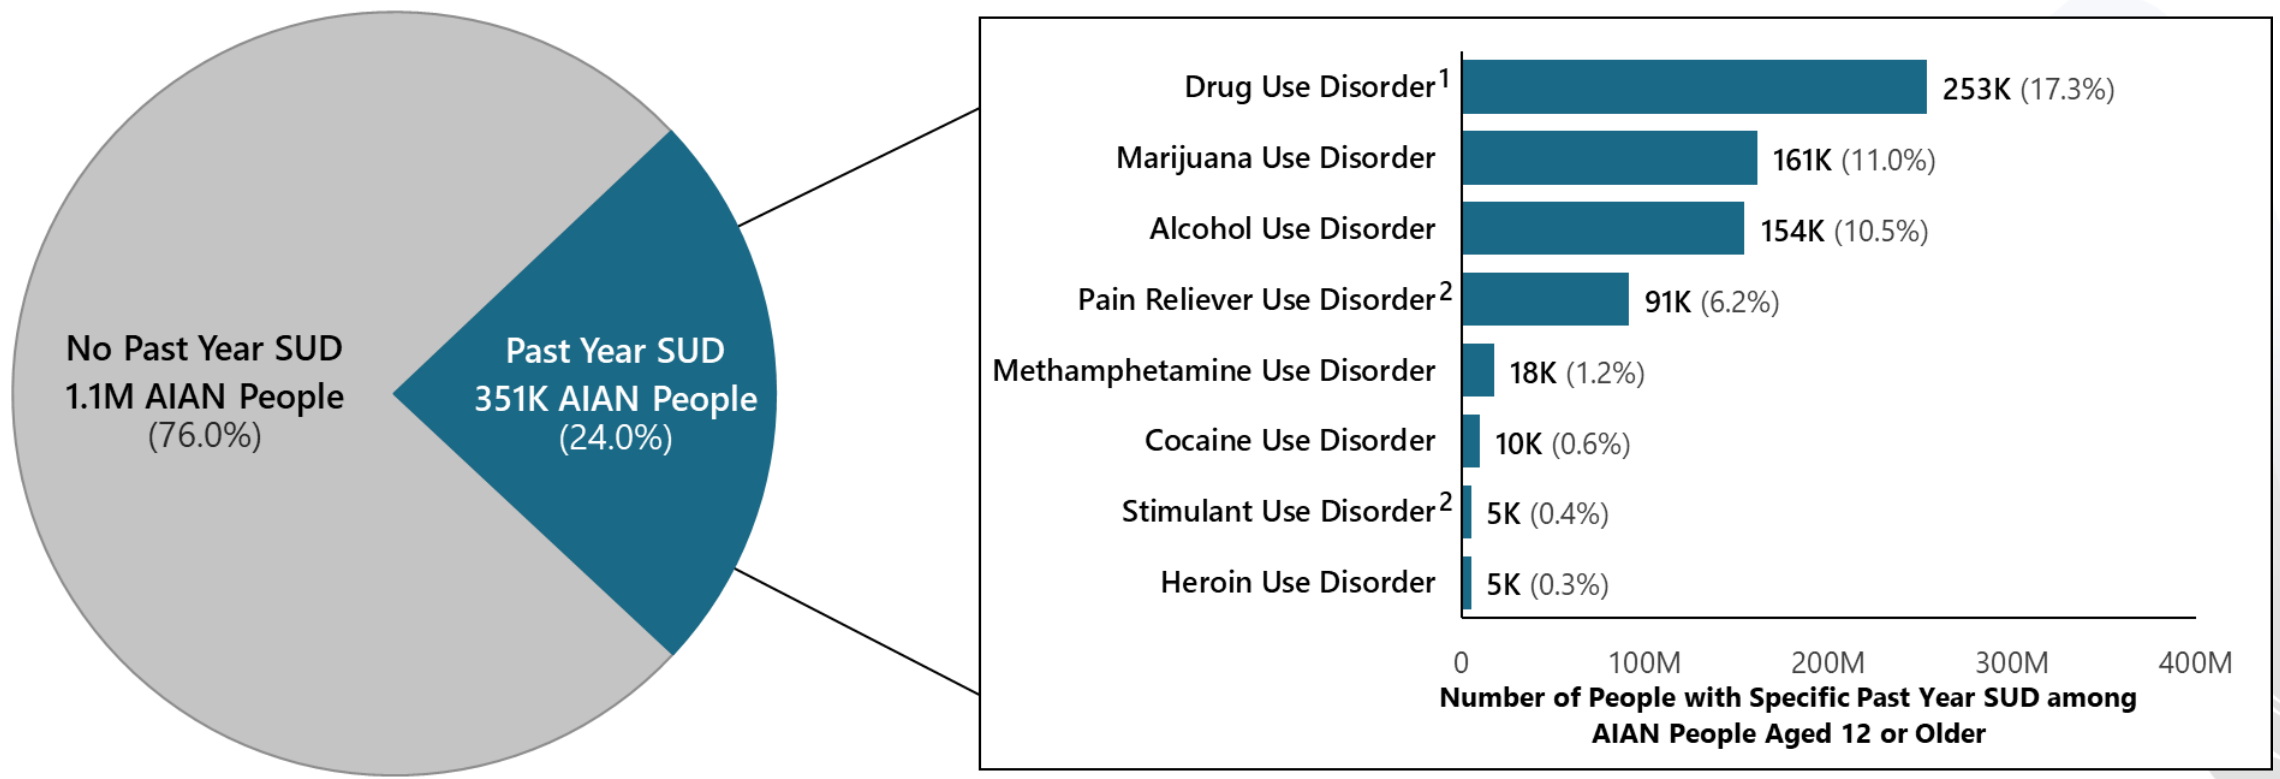 No Past Year SUD
1.1M AIAN People
(76.0%)
Past Year SUD
351K AIAN People
(24.0%)
Drug Use Disorder¹ 253K (17.3%)
Marijuana Use Disorder 161K (11.0%)
Alcohol Use Disorder 154K (10.5%)
Pain Reliever Use Disorder² 91K (6.2%)
Methamphetamine Use Disorder 18K (1.2%)
Cocaine Use Disorder 10K (0.6%)
Stimulant Use Disorder² 5K (0.4%)
Heroin Use Disorder 5K (0.3%)
0 100M 200M 300M 400M
Number of People with Specific Past Year SUD among
AIAN People Aged 12 or Older